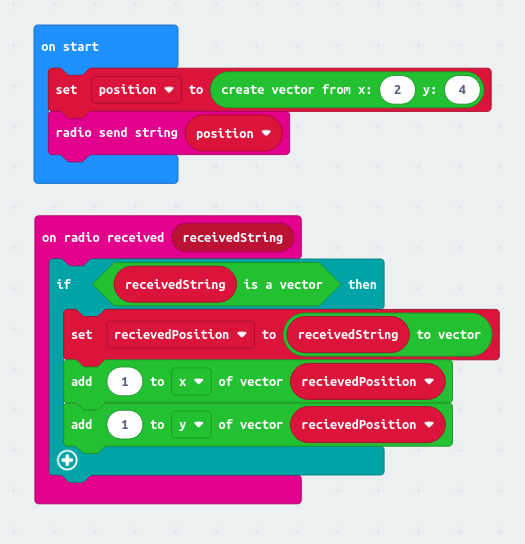 on start
set position to create vector from x: 2 y: 4
radio send string position
on radio received receivedString
if receivedString is a vector then
set recievedPosition to receivedString to vector
add 1 to x of vector recievedPosition
add 1 to y of vector recievedPosition